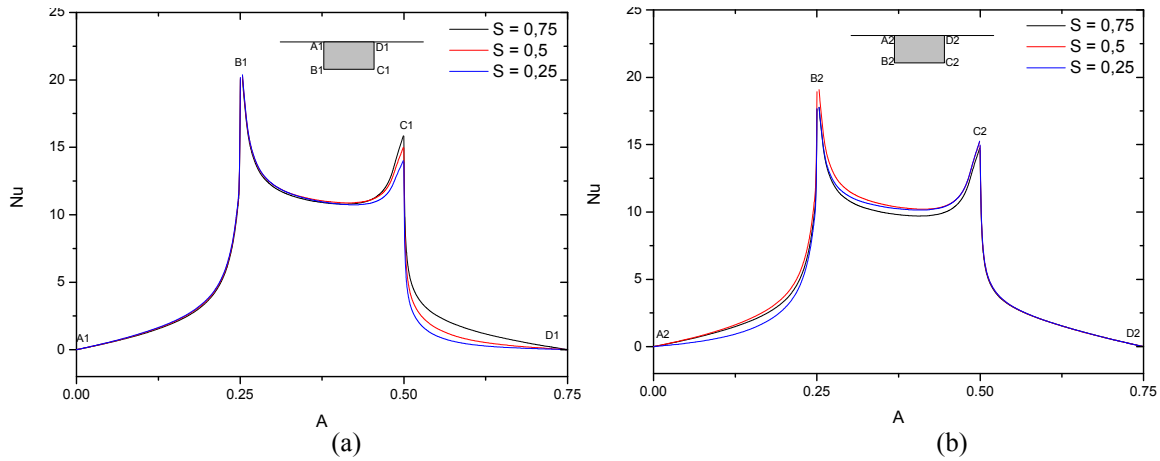 25
20
15
10
5
0
Nu
0.00
0.25
0.50
0.75
A
A1
B1
C1
D1
A1 D1
B1 C1
S = 0,75
S = 0,5
S = 0,25
(a)
25
20
15
10
5
0
Nu
0.00
0.25
0.50
0.75
A
A2
B2
C2
D2
A2 D2
B2 C2
S = 0,75
S = 0,5
S = 0,25
(b)